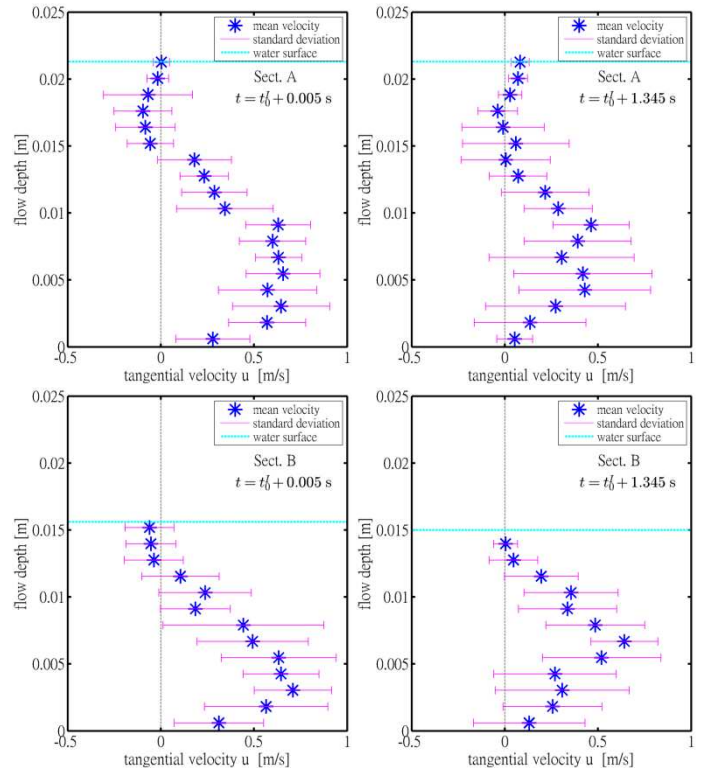 0.025
0.02
0.015
0.01
0.005
0
-0.5
0
0.5
1
flow depth [m]
tangential velocity u [m/s]
mean velocity
standard deviation
water surface
Sect. A
t = t₀ᴵ + 0.005 s
0.025
0.02
0.015
0.01
0.005
0
-0.5
0
0.5
1
flow depth [m]
tangential velocity u [m/s]
mean velocity
standard deviation
water surface
Sect. A
t = t₀ᴵ + 1.345 s
0.025
0.02
0.015
0.01
0.005
0
-0.5
0
0.5
1
flow depth [m]
tangential velocity u [m/s]
mean velocity
standard deviation
water surface
Sect. B
t = t₀ᴵ + 0.005 s
0.025
0.02
0.015
0.01
0.005
0
-0.5
0
0.5
1
flow depth [m]
tangential velocity u [m/s]
mean velocity
standard deviation
water surface
Sect. B
t = t₀ᴵ + 1.345 s